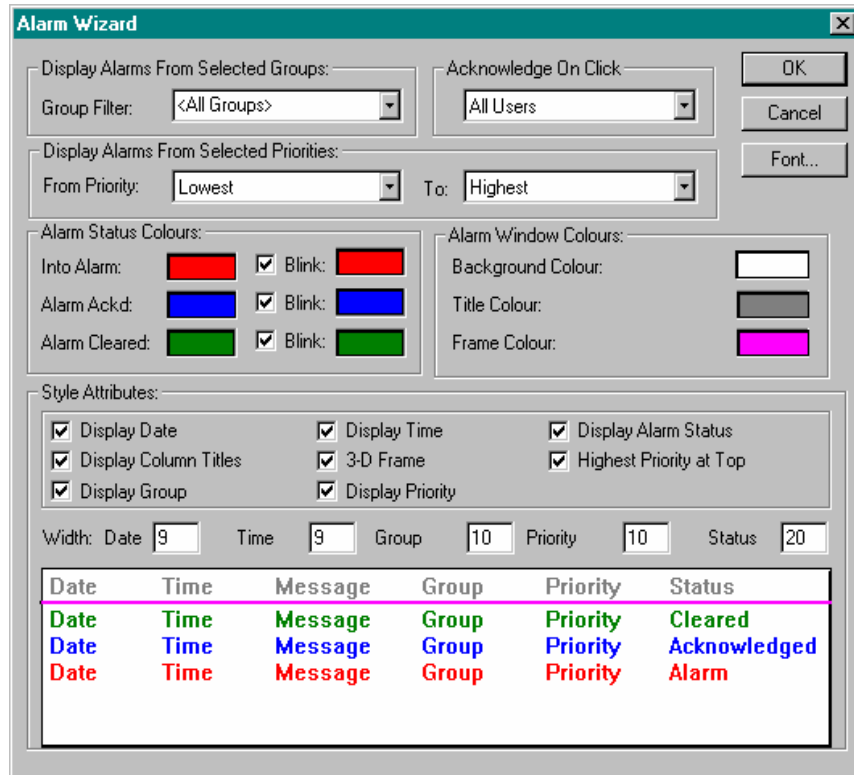 Alarm Wizard
Display Alarms From Selected Groups:
Group Filter: <All Groups>
Acknowledge On Click
All Users
OK
Cancel
Font...
Display Alarms From Selected Priorities:
From Priority: Lowest To: Highest
Alarm Status Colours:
Into Alarm: Blink:
Alarm Ackd: Blink:
Alarm Cleared: Blink:
Alarm Window Colours:
Background Colour:
Title Colour:
Frame Colour:
Style Attributes:
Display Date Display Time Display Alarm Status
Display Column Titles 3-D Frame Highest Priority at Top
Display Group Display Priority
Width: Date 9 Time 9 Group 10 Priority 10 Status 20
Date Time Message Group Priority Status
Date Time Message Group Priority Cleared
Date Time Message Group Priority Acknowledged
Date Time Message Group Priority Alarm